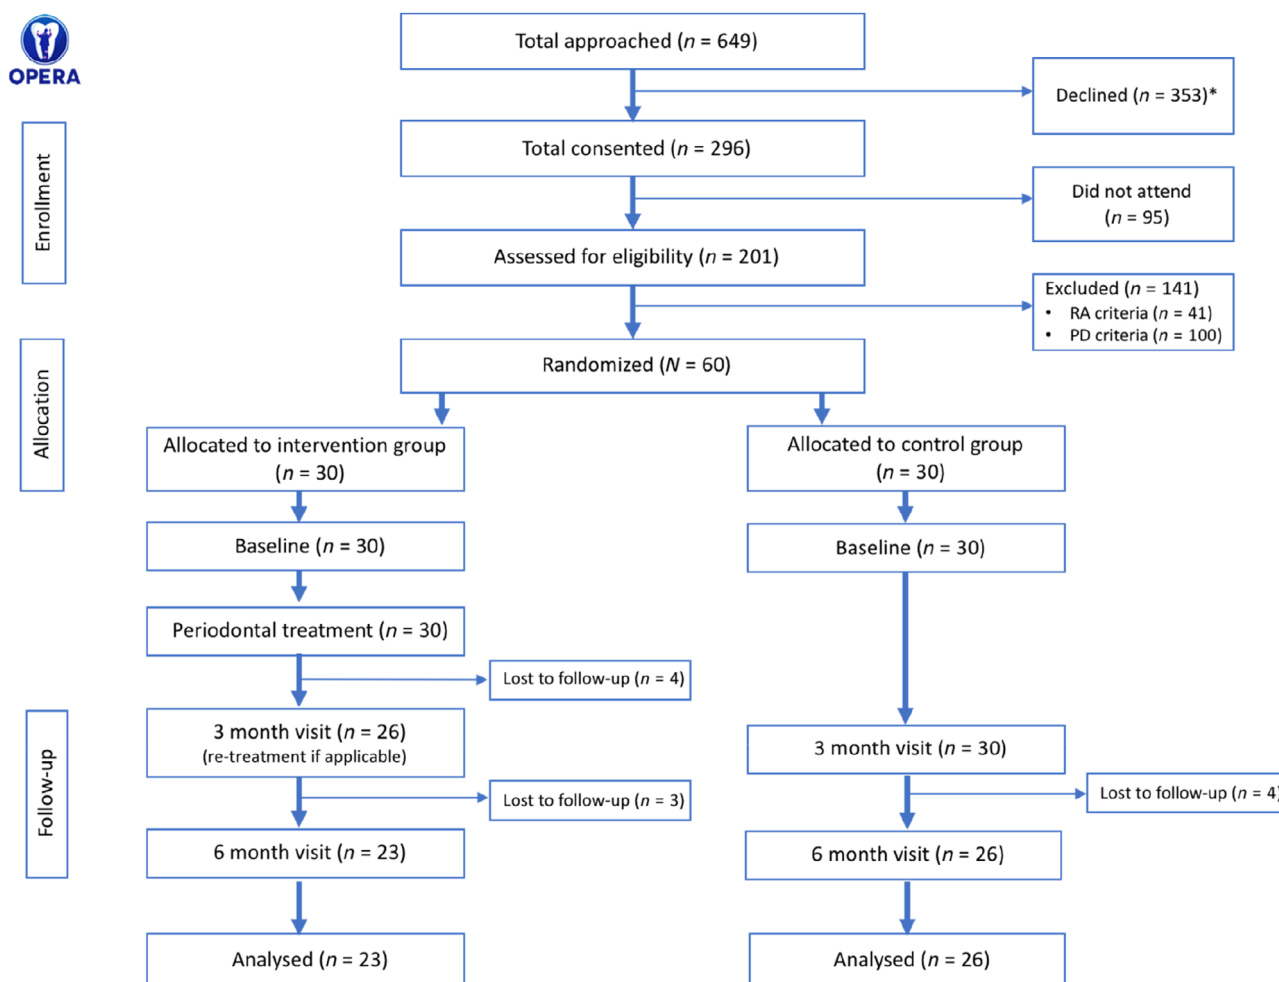 OPERA
Total approached (n = 649)
Declined (n = 353)*
Enrollment
Total consented (n = 296)
Did not attend
(n = 95)
Assessed for eligibility (n = 201)
Excluded (n = 141)
• RA criteria (n = 41)
• PD criteria (n = 100)
Allocation
Randomized (N = 60)
Allocated to intervention group
(n = 30)
Allocated to control group
(n = 30)
Baseline (n = 30)
Baseline (n = 30)
Periodontal treatment (n = 30)
Lost to follow-up (n = 4)
Follow-up
3 month visit (n = 26)
(re-treatment if applicable)
3 month visit (n = 30)
Lost to follow-up (n = 3)
Lost to follow-up (n = 4)
6 month visit (n = 23)
6 month visit (n = 26)
Analysed (n = 23)
Analysed (n = 26)